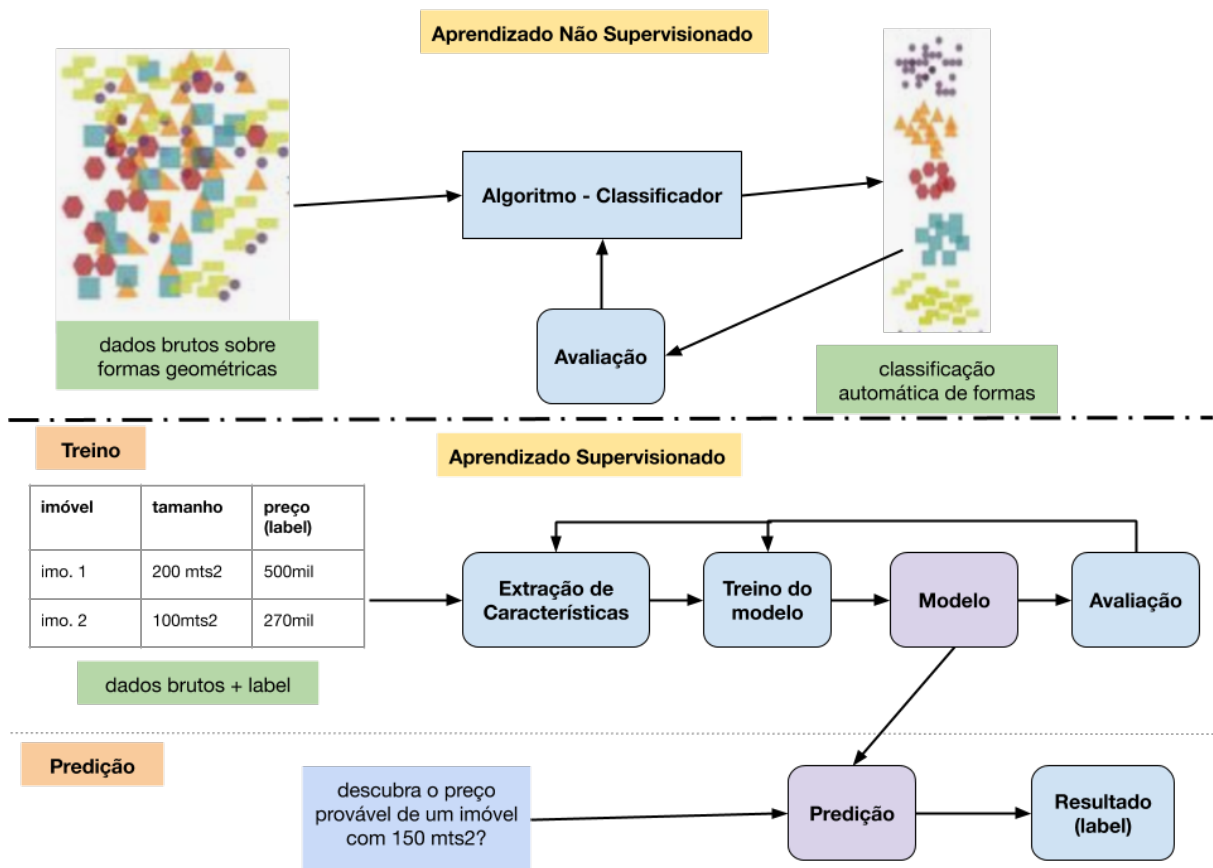 Aprendizado Não Supervisionado
Algoritmo - Classificador
Avaliação
dados brutos sobre
formas geométricas
classificação
automática de formas
Treino
Aprendizado Supervisionado
imóvel tamanho preço
(label)
imo. 1 200 mts2 500mil
imo. 2 100mts2 270mil
dados brutos + label
Extração de
Características
Treino do
modelo
Modelo
Avaliação
Predição
descubra o preço
provável de um imóvel
com 150 mts2?
Predição
Resultado
(label)